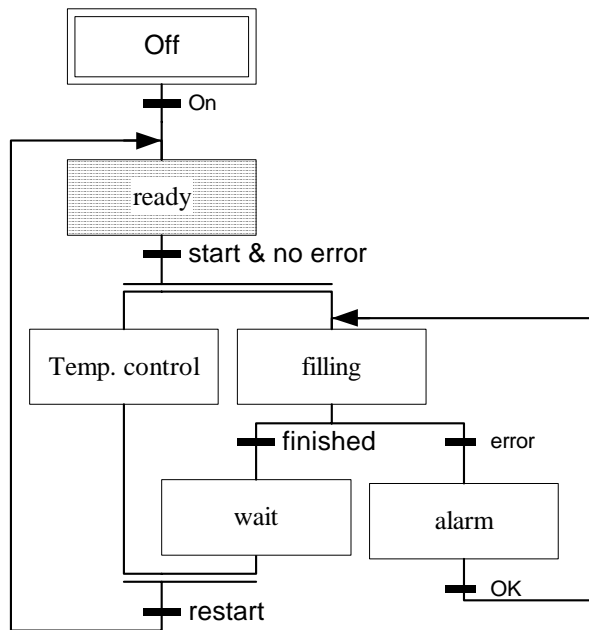 Off
On
ready
start & no error
Temp. control
filling
finished
error
wait
alarm
OK
restart